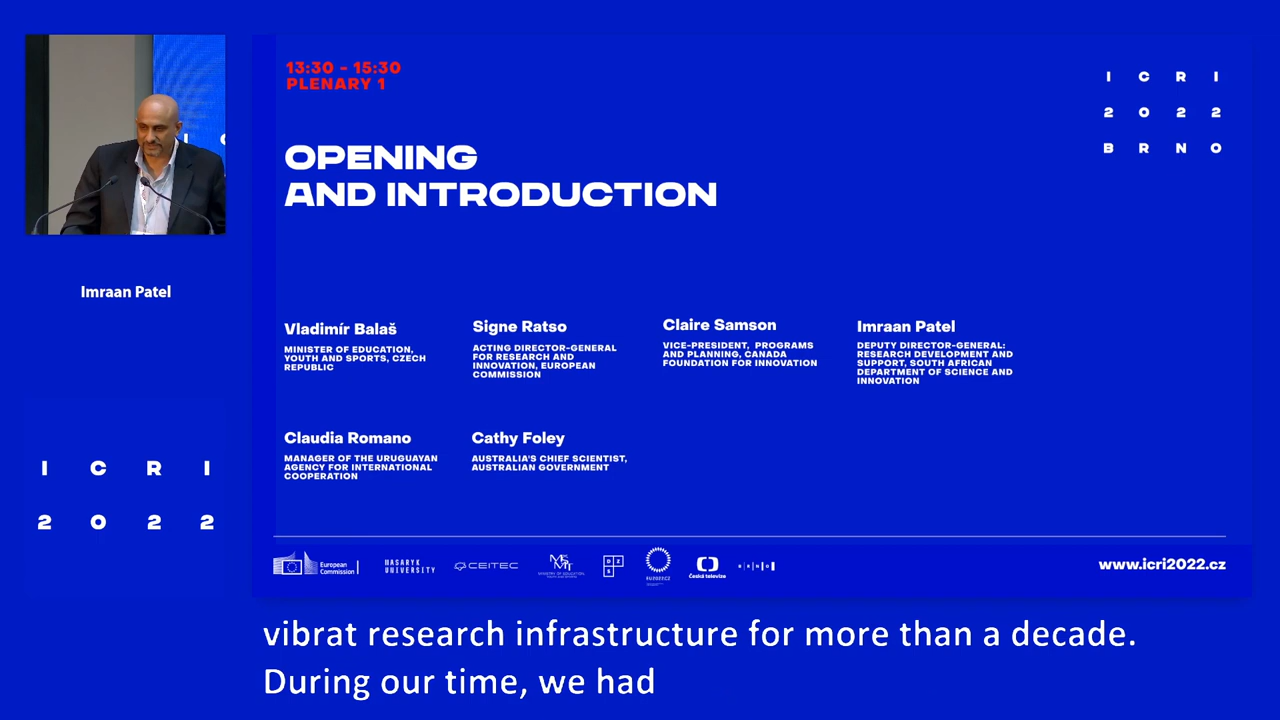 13:30 - 15:30
PLENARY 1
I C R I
2 0 2 2
B R N O
OPENING
AND INTRODUCTION
Imraan Patel
Vladimír Balaš
MINISTER OF EDUCATION,
YOUTH AND SPORTS, CZECH
REPUBLIC
Signe Ratso
ACTING DIRECTOR-GENERAL
FOR RESEARCH AND
INNOVATION, EUROPEAN
COMMISSION
Claire Samson
VICE-PRESIDENT, PROGRAMS
AND PLANNING, CANADA
FOUNDATION FOR INNOVATION
Imraan Patel
DEPUTY DIRECTOR-GENERAL:
RESEARCH DEVELOPMENT AND
SUPPORT, SOUTH AFRICAN
DEPARTMENT OF SCIENCE AND
INNOVATION
Claudia Romano
MANAGER OF THE URUGUAYAN
AGENCY FOR INTERNATIONAL
COOPERATION
Cathy Foley
AUSTRALIA'S CHIEF SCIENTIST,
AUSTRALIAN GOVERNMENT
I C R I
2 0 2 2
European
Commission
MASARYK
UNIVERSITY
CEITEC
DZS
Česká televize
B R N O
www.icri2022.cz
vibrat research infrastructure for more than a decade.
During our time, we had